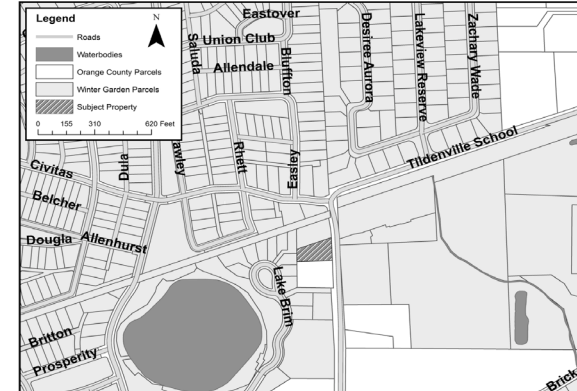 Legend
Roads
Waterbodies
Orange County Parcels
Winter Garden Parcels
Subject Property
0 155 310 620 Feet
N
Eastover
Union Club
Allendale
Saluda
Bluffton
Desiree Aurora
Lakeview Reserve
Zachary Wade
Tildenville School
Civitas
Dula
awley
Rhett
Easley
Belcher
Dougla
Allenhurst
Lake Brim
Britton
Prosperity
Brick